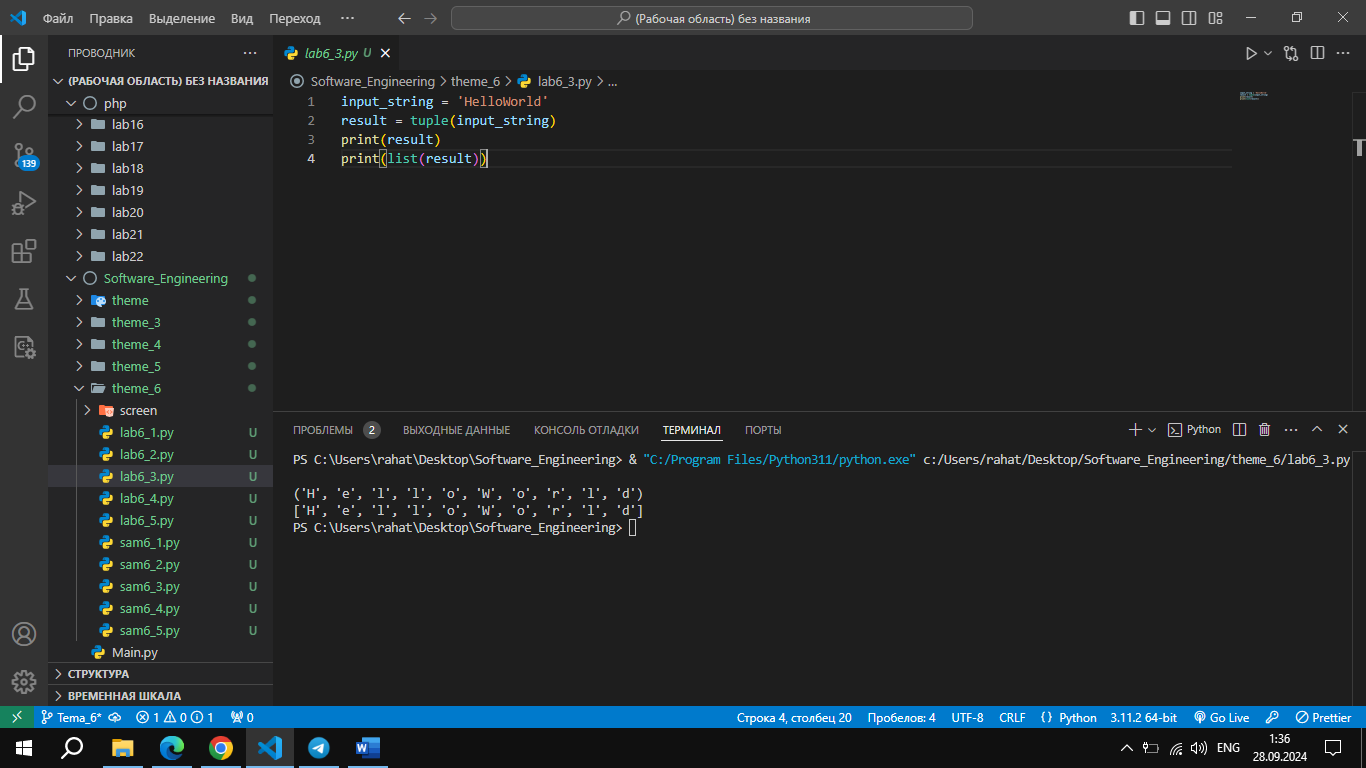 Файл Правка Выделение Вид Переход ··· (Рабочая область) без названия
ПРОВОДНИК ···
(РАБОЧАЯ ОБЛАСТЬ) БЕЗ НАЗВАНИЯ
php
lab16
lab17
lab18
lab19
lab20
lab21
lab22
Software_Engineering
theme
theme_3
theme_4
theme_5
theme_6
screen
lab6_1.py U
lab6_2.py U
lab6_3.py U
lab6_4.py U
lab6_5.py U
sam6_1.py U
sam6_2.py U
sam6_3.py U
sam6_4.py U
sam6_5.py U
Main.py
СТРУКТУРА
ВРЕМЕННАЯ ШКАЛА
139
lab6_3.py U
Software_Engineering > theme_6 > lab6_3.py > ...
1 input_string = 'HelloWorld'
2 result = tuple(input_string)
3 print(result)
4 print(list(result))
ПРОБЛЕМЫ 2 ВЫХОДНЫЕ ДАННЫЕ КОНСОЛЬ ОТЛАДКИ ТЕРМИНАЛ ПОРТЫ Python
PS C:\Users\rahat\Desktop\Software_Engineering> & "C:/Program Files/Python311/python.exe" c:/Users/rahat/Desktop/Software_Engineering/theme_6/lab6_3.py
('H', 'e', 'l', 'l', 'o', 'W', 'o', 'r', 'l', 'd')
['H', 'e', 'l', 'l', 'o', 'W', 'o', 'r', 'l', 'd']
PS C:\Users\rahat\Desktop\Software_Engineering>
Tema_6* 1 0 1 0 Строка 4, столбец 20 Пробелов: 4 UTF-8 CRLF Python 3.11.2 64-bit Go Live Prettier
ENG 1:36
28.09.2024